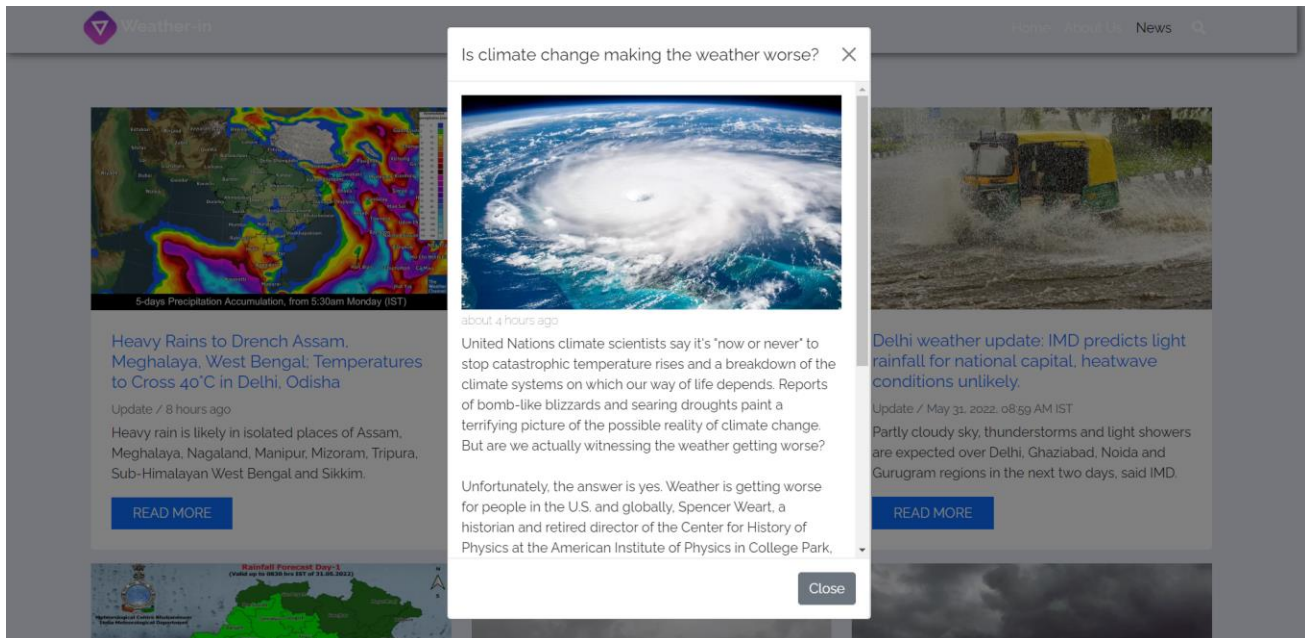 Weather-in
Home About Us News
Is climate change making the weather worse?
about 4 hours ago
United Nations climate scientists say it's "now or never" to
stop catastrophic temperature rises and a breakdown of the
climate systems on which our way of life depends. Reports
of bomb-like blizzards and searing droughts paint a
terrifying picture of the possible reality of climate change.
But are we actually witnessing the weather getting worse?
Unfortunately, the answer is yes. Weather is getting worse
for people in the U.S. and globally, Spencer Weart, a
historian and retired director of the Center for History of
Physics at the American Institute of Physics in College Park,
Close
5-days Precipitation Accumulation, from 5:30am Monday (IST)
Heavy Rains to Drench Assam,
Meghalaya, West Bengal; Temperatures
to Cross 40°C in Delhi, Odisha
Update / 8 hours ago
Heavy rain is likely in isolated places of Assam,
Meghalaya, Nagaland, Manipur, Mizoram, Tripura,
Sub-Himalayan West Bengal and Sikkim.
READ MORE
Delhi weather update: IMD predicts light
rainfall for national capital, heatwave
conditions unlikely.
Update / May 31, 2022, 08:59 AM IST
Partly cloudy sky, thunderstorms and light showers
are expected over Delhi, Ghaziabad, Noida and
Gurugram regions in the next two days, said IMD.
READ MORE
Rainfall Forecast Day-1
(Valid up to 0830 hrs IST of 31.05.2022)